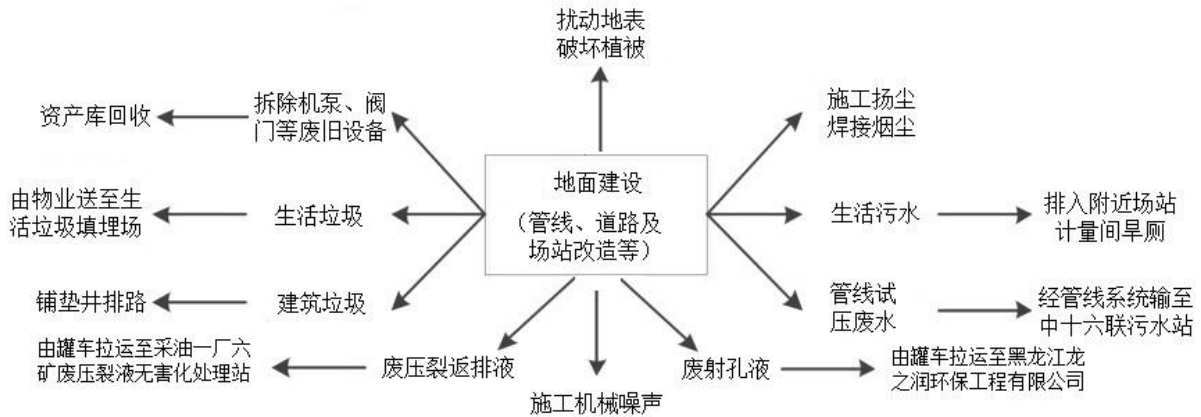 扰动地表
破坏植被
资产库回收
拆除机泵、阀
门等废旧设备
施工扬尘
焊接烟尘
地面建设
（管线、道路及
场站改造等）
由物业送至生
活垃圾填埋场
生活垃圾
生活污水
排入附近场站
计量间旱厕
铺垫井排路
建筑垃圾
管线试
压废水
经管线系统输至
中十六联污水站
由罐车拉运至采油一厂六
矿废压裂液无害化处理站
废压裂返排液
施工机械噪声
废射孔液
由罐车拉运至黑龙江龙
之润环保工程有限公司